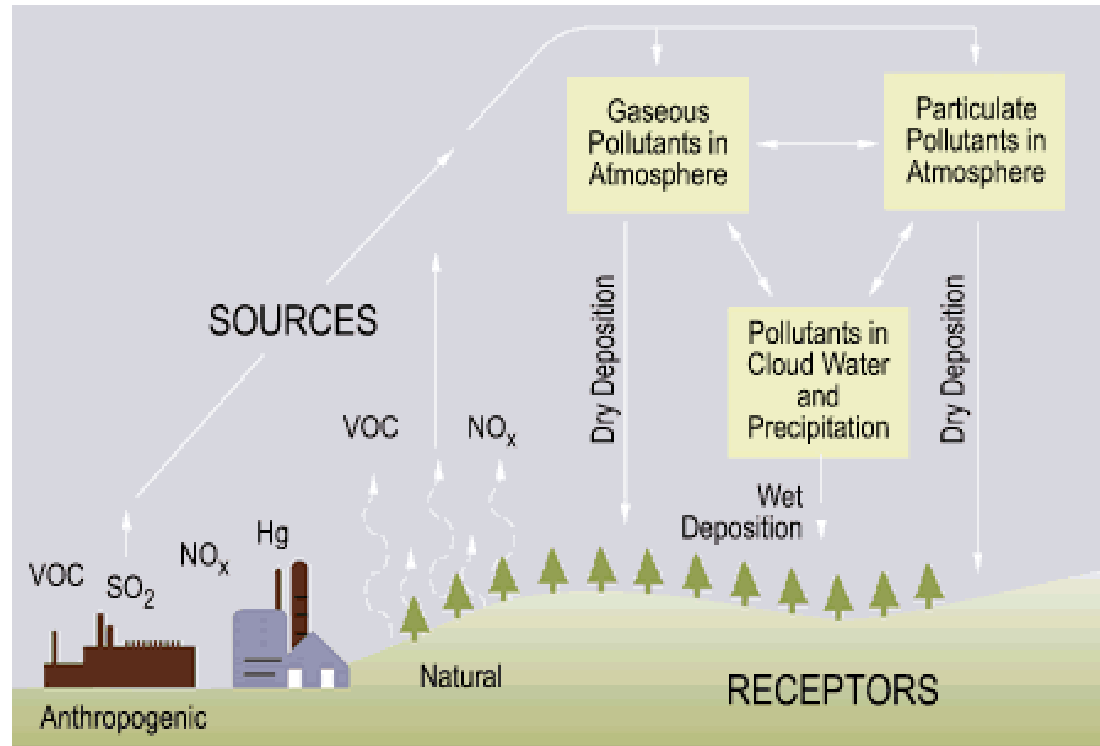 Gaseous
Pollutants in
Atmosphere
Particulate
Pollutants in
Atmosphere
SOURCES
Dry Deposition
Pollutants in
Cloud Water
and
Precipitation
Dry Deposition
VOC
NOx
Wet
Deposition
VOC
SO2
NOx
Hg
Natural
RECEPTORS
Anthropogenic